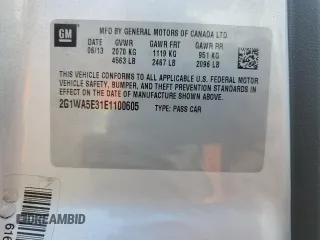 GM
MFD BY GENERAL MOTORS OF CANADA LTD.
06/13 GVWR GAWR FRT GAWR RR
2070 KG 1119 KG 951 KG
4563 LB 2467 LB 2096 LB
THIS VEHICLE CONFORMS TO ALL APPLICABLE U.S. FEDERAL MOTOR
VEHICLE SAFETY, BUMPER, AND THEFT PREVENTION
STANDARDS IN EFFECT ON THE DATE OF
MANUFACTURE SHOWN ABOVE.
2G1WA5E31E1100605 TYPE: PASS CAR
616
DREAMBID